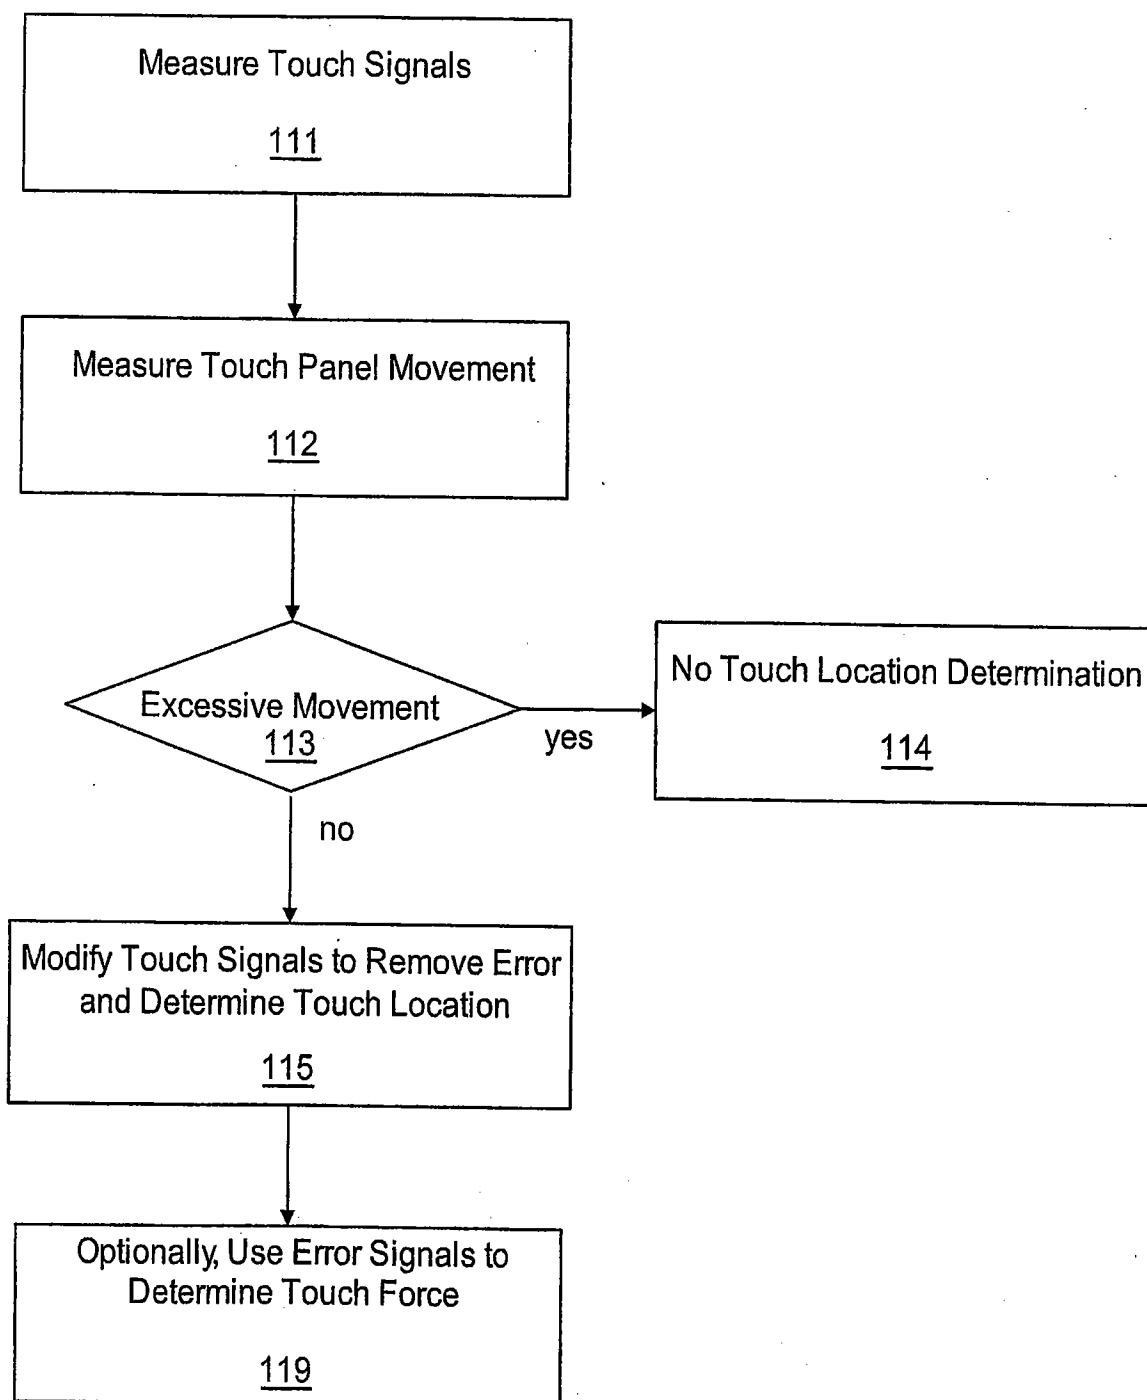 Measure Touch Signals
111
Measure Touch Panel Movement
112
Excessive Movement
113
yes
No Touch Location Determination
114
no
Modify Touch Signals to Remove Error
and Determine Touch Location
115
Optionally, Use Error Signals to
Determine Touch Force
119